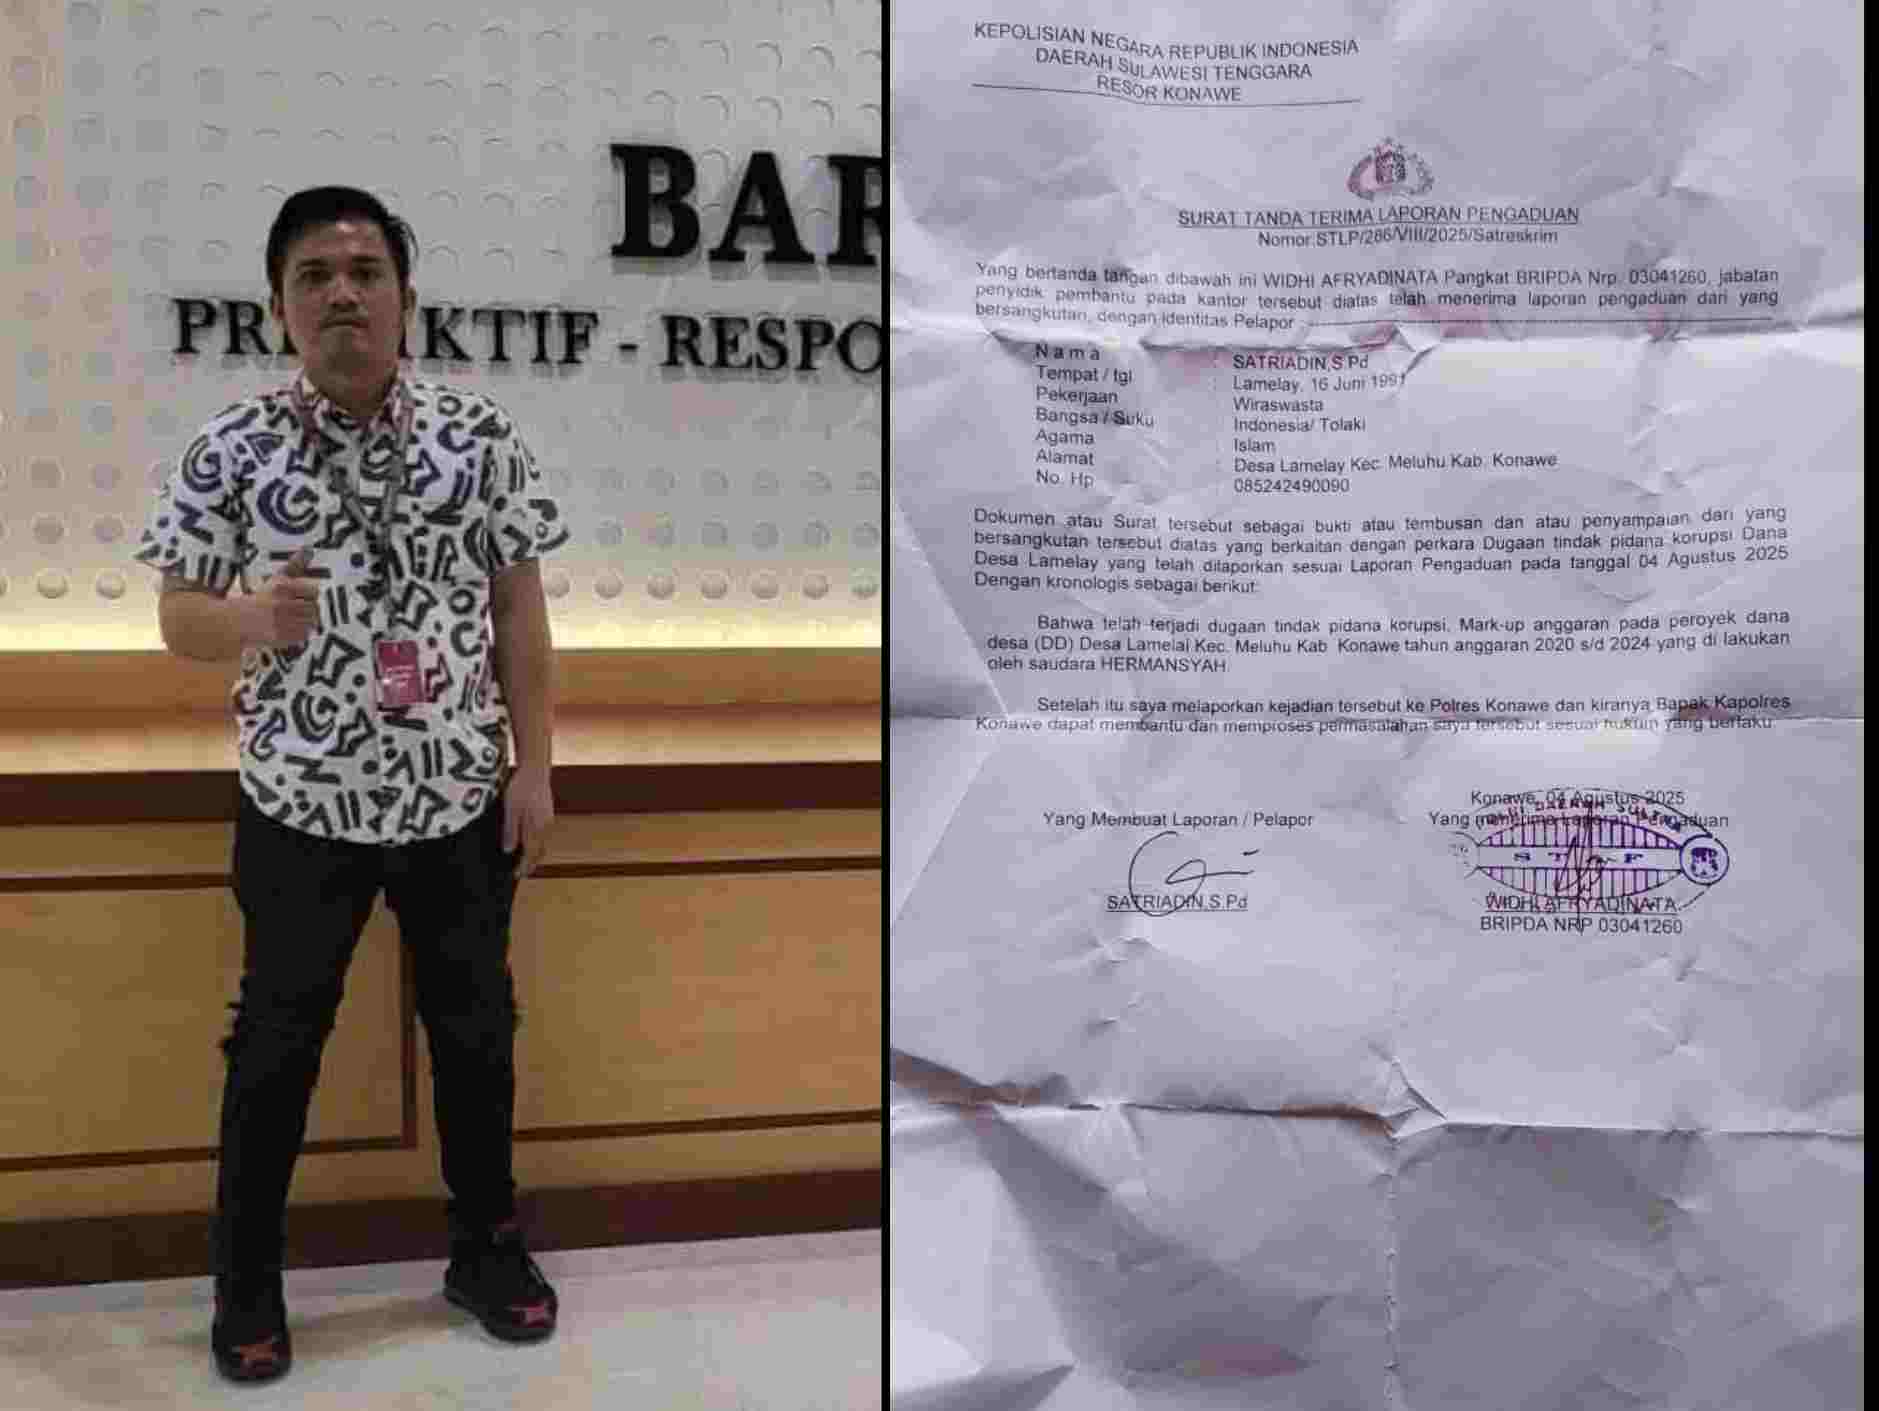 BAR
PR KTIF - RESPO
KEPOLISIAN NEGARA REPUBLIK INDONESIA
DAERAH SULAWESI TENGGARA
RESOR KONAWE
SURAT TANDA TERIMA LAPORAN PENGADUAN
Nomor:STLP/286/VIII/2025/Satreskrim
Yang bertanda tangan dibawah ini WIDHI AFRYADINATA Pangkat BRIPDA Nrp. 03041260, jabatan
penyidik pembantu pada kantor tersebut diatas telah menerima laporan pengaduan dari yang
bersangkutan, dengan identitas Pelapor
N a m a : SATRIADIN,S.Pd
Tempat / tgl : Lamelay, 16 Juni 1991
Pekerjaan : Wiraswasta
Bangsa / Suku : Indonesia/ Tolaki
Agama : Islam
Alamat : Desa Lamelay Kec. Meluhu Kab. Konawe
No. Hp : 085242490090
Dokumen atau Surat tersebut sebagai bukti atau tembusan dan atau penyampaian dari yang
bersangkutan tersebut diatas yang berkaitan dengan perkara Dugaan tindak pidana korupsi Dana
Desa Lamelay yang telah dilaporkan sesuai Laporan Pengaduan pada tanggal 04 Agustus 2025
Dengan kronologis sebagai berikut:
Bahwa telah terjadi dugaan tindak pidana korupsi, Mark-up anggaran pada peroyek dana
desa (DD) Desa Lamelai Kec. Meluhu Kab Konawe tahun anggaran 2020 s/d 2024 yang di lakukan
oleh saudara HERMANSYAH.
Setelah itu saya melaporkan kejadian tersebut ke Polres Konawe dan kiranya Bapak Kapolres
Konawe dapat membantu dan memproses permasalahan saya tersebut sesuai hukum yang berlaku
Konawe, 04 Agustus 2025
Yang Membuat Laporan / Pelapor Yang menerima Laporan Pengaduan
SATRIADIN,S.Pd WIDHI AFRYADINATA
BRIPDA NRP 03041260